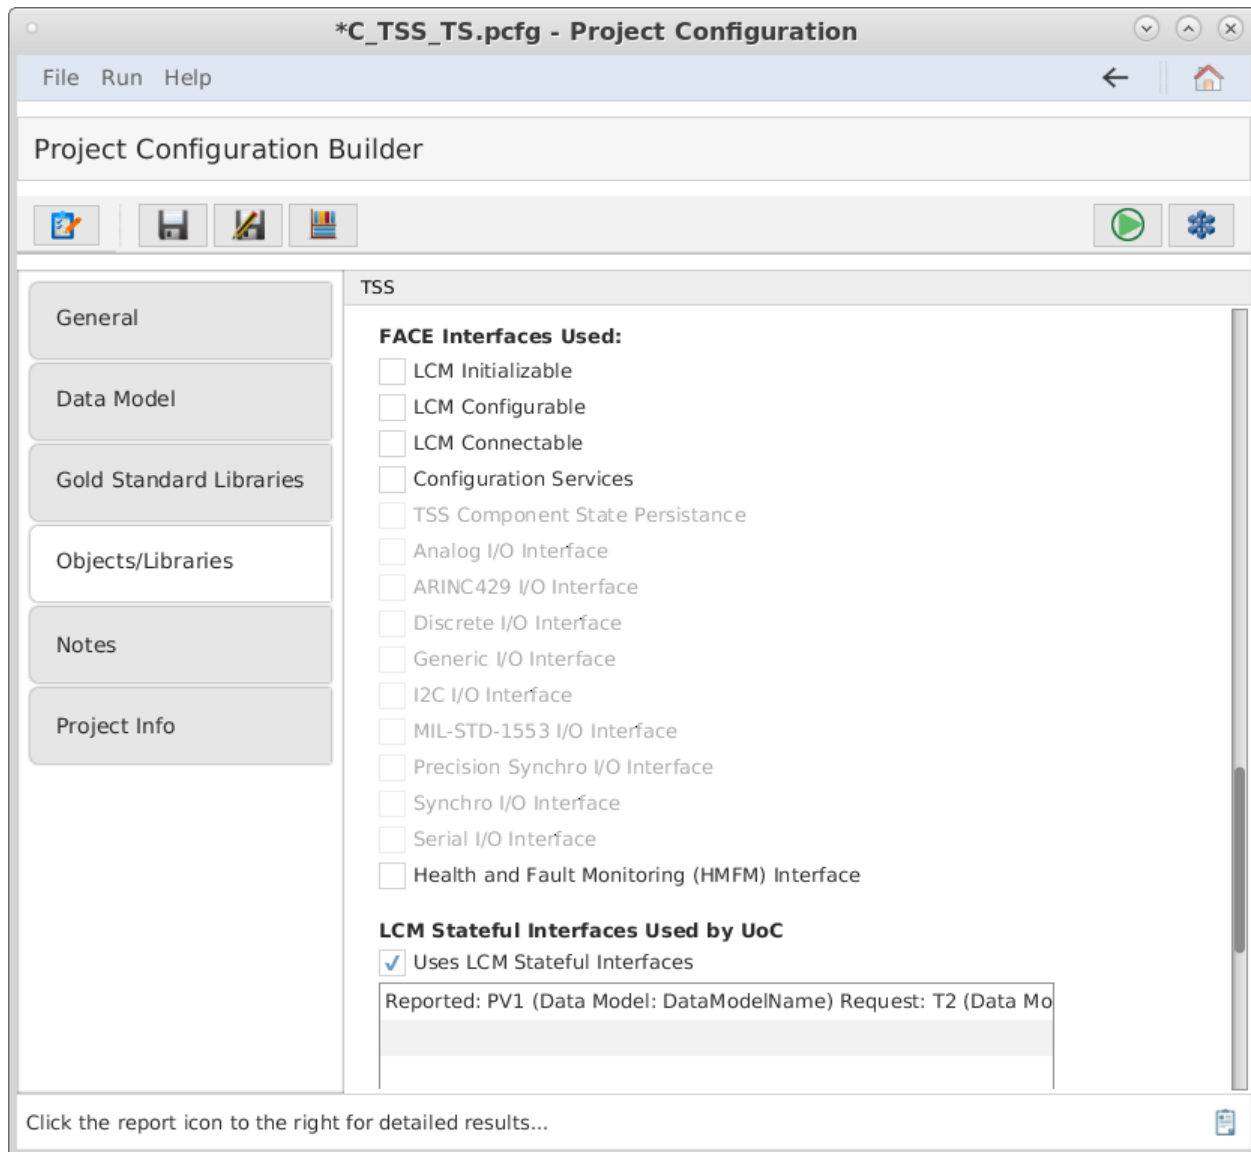 *C_TSS_TS.pcfg - Project Configuration
File Run Help
Project Configuration Builder
General
Data Model
Gold Standard Libraries
Objects/Libraries
Notes
Project Info
TSS
FACE Interfaces Used:
LCM Initializable
LCM Configurable
LCM Connectable
Configuration Services
TSS Component State Persistance
Analog I/O Interface
ARINC429 I/O Interface
Discrete I/O Interface
Generic I/O Interface
I2C I/O Interface
MIL-STD-1553 I/O Interface
Precision Synchro I/O Interface
Synchro I/O Interface
Serial I/O Interface
Health and Fault Monitoring (HMFM) Interface
LCM Stateful Interfaces Used by UoC
Uses LCM Stateful Interfaces
Reported: PV1 (Data Model: DataModelName) Request: T2 (Data Mo
Click the report icon to the right for detailed results...